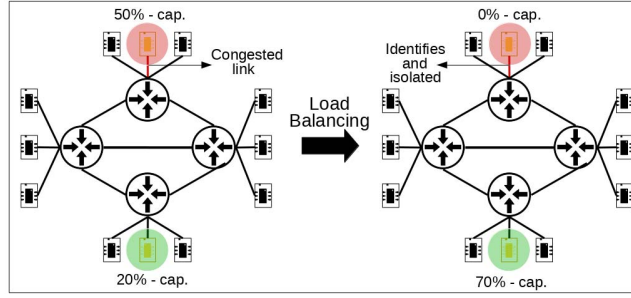 50% - cap.
0% - cap.
Congested
link
Identifies
and
isolated
Load
Balancing
20% - cap.
70% - cap.